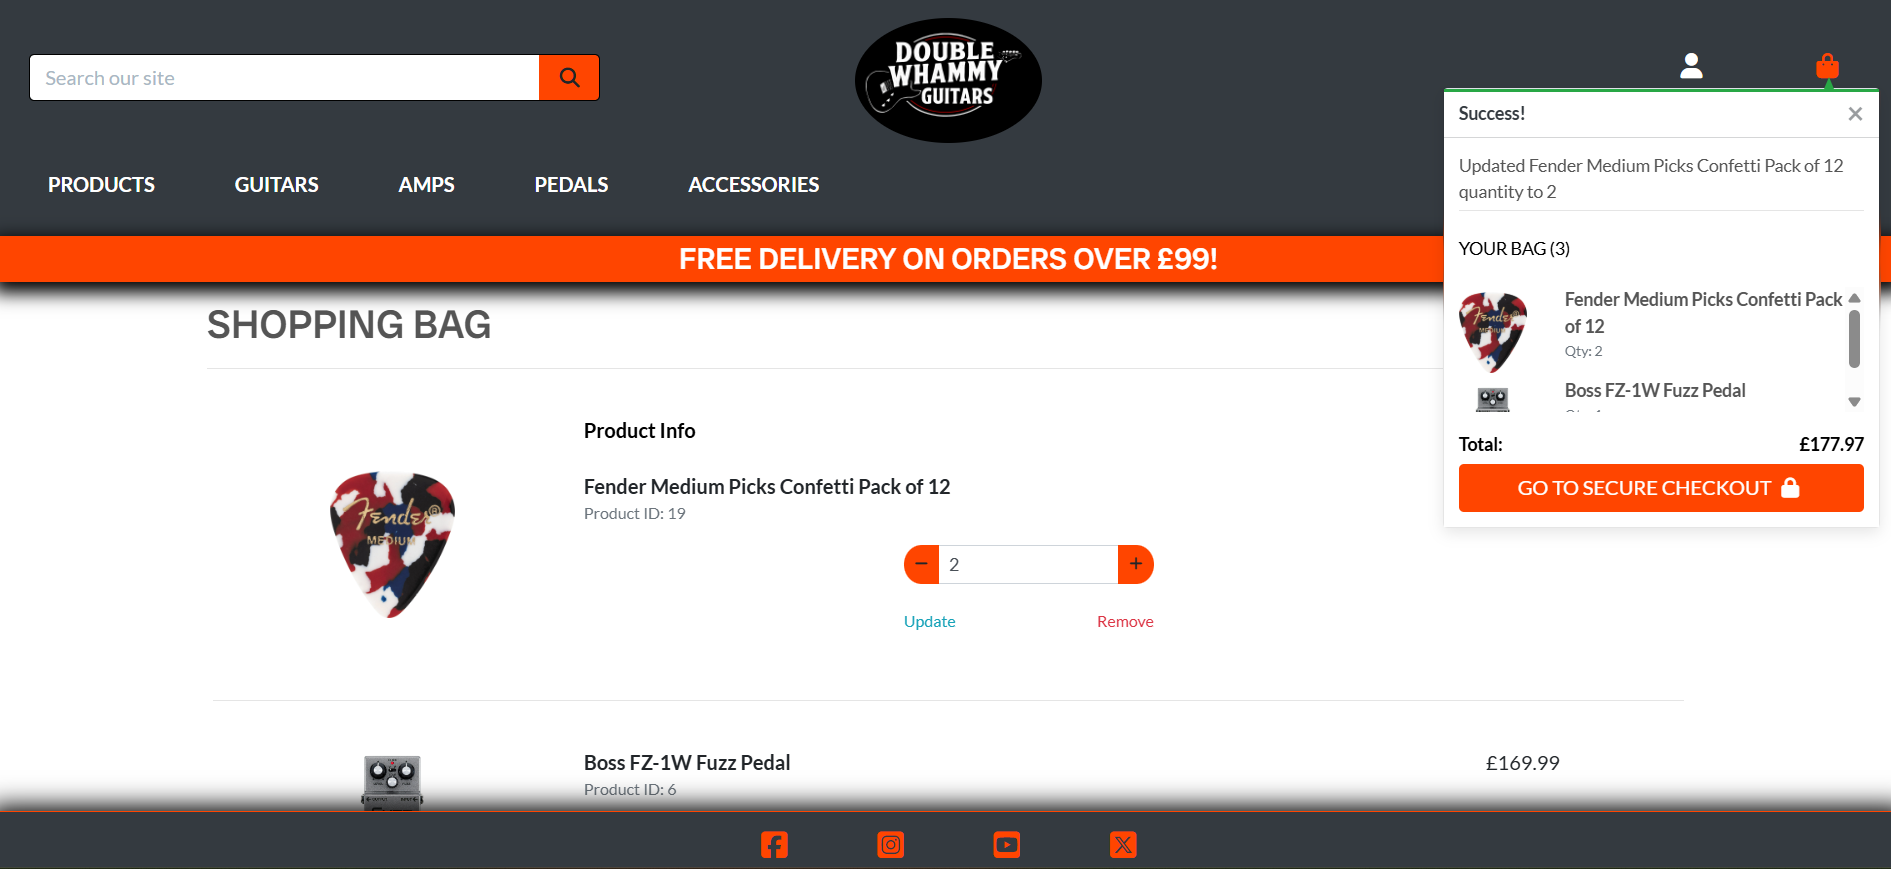 Search our site
DOUBLE
WHAMMY
GUITARS
PRODUCTS
GUITARS
AMPS
PEDALS
ACCESSORIES
Success!
Updated Fender Medium Picks Confetti Pack of 12
quantity to 2
YOUR BAG (3)
Fender Medium Picks Confetti Pack
of 12
Qty: 2
Boss FZ-1W Fuzz Pedal
Total:
£177.97
GO TO SECURE CHECKOUT
FREE DELIVERY ON ORDERS OVER £99!
SHOPPING BAG
Product Info
Fender Medium Picks Confetti Pack of 12
Product ID: 19
Fender®
MEDIUM
2
Update
Remove
Boss FZ-1W Fuzz Pedal
£169.99
Product ID: 6